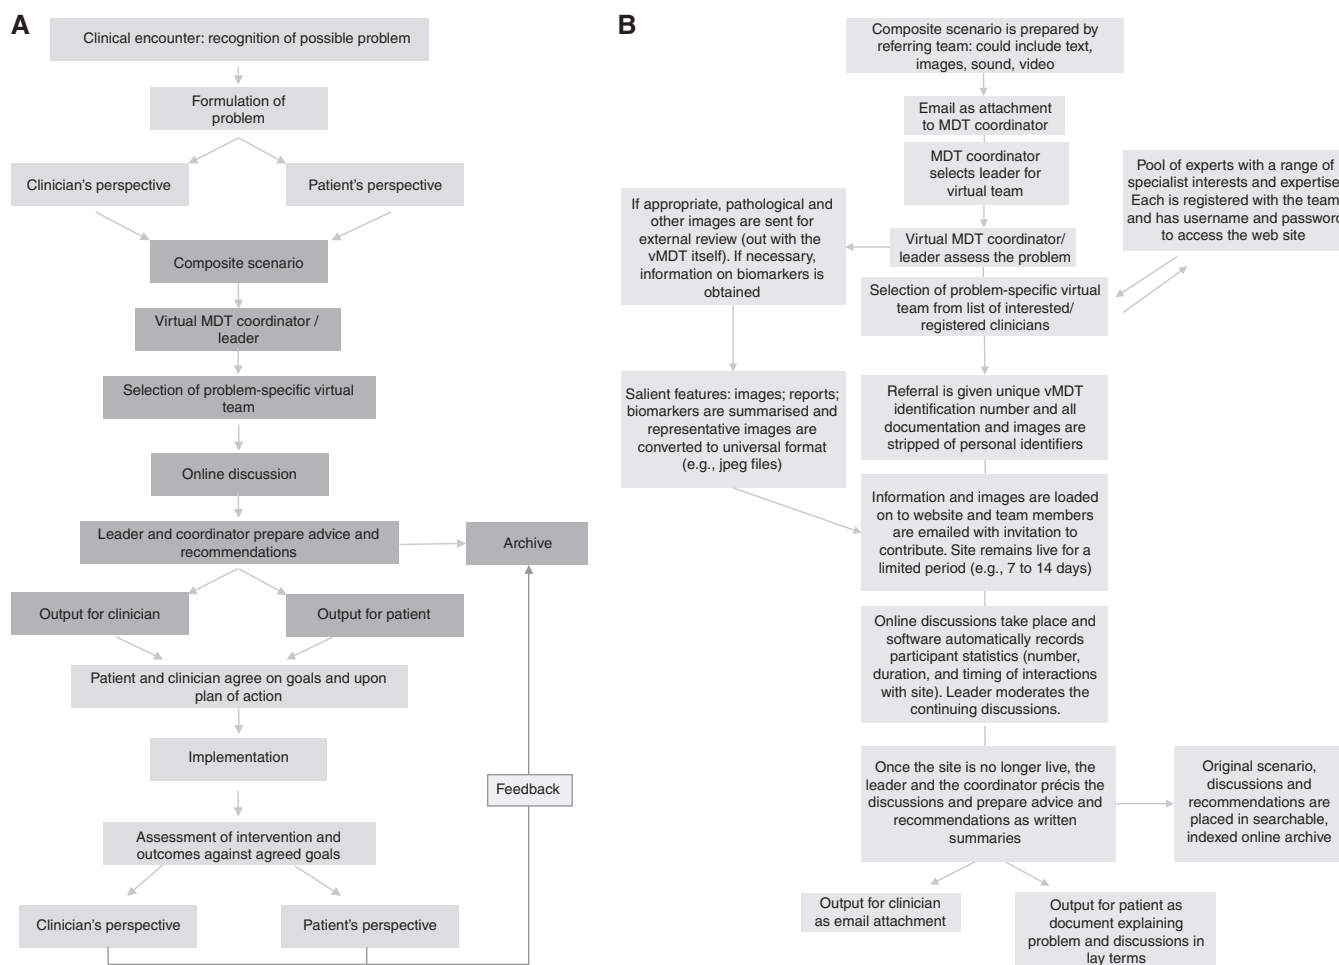 A
Clinical encounter: recognition of possible problem
Formulation of
problem
Clinician's perspective
Patient's perspective
Composite scenario
Virtual MDT coordinator /
leader
Selection of problem-specific virtual
team
Online discussion
Leader and coordinator prepare advice and
recommendations
Archive
Output for clinician
Output for patient
Patient and clinician agree on goals and upon
plan of action
Implementation
Feedback
Assessment of intervention and
outcomes against agreed goals
Clinician's perspective
Patient's perspective
B
Composite scenario is prepared by
referring team: could include text,
images, sound, video
Email as attachment
to MDT coordinator
MDT coordinator
selects leader for
virtual team
Pool of experts with a range of
specialist interests and expertise
Each is registered with the team
and has username and password
to access the web site
If appropriate, pathological and
other images are sent for
external review (out with the
vMDT itself). If necessary,
information on biomarkers is
obtained
Virtual MDT coordinator/
leader assess the problem
Selection of problem-specific virtual
team from list of interested/
registered clinicians
Salient features: images; reports;
biomarkers are summarised and
representative images are
converted to universal format
(e.g., jpeg files)
Referral is given unique vMDT
identification number and all
documentation and images are
stripped of personal identifiers
Information and images are loaded
on to website and team members
are emailed with invitation to
contribute. Site remains live for a
limited period (e.g., 7 to 14 days)
Online discussions take place and
software automatically records
participant statistics (number,
duration, and timing of interactions
with site). Leader moderates the
continuing discussions.
Once the site is no longer live, the
leader and the coordinator précis the
discussions and prepare advice and
recommendations as written
summaries
Original scenario,
discussions and
recommendations are
placed in searchable,
indexed online archive
Output for clinician
as email attachment
Output for patient as
document explaining
problem and discussions in
lay terms